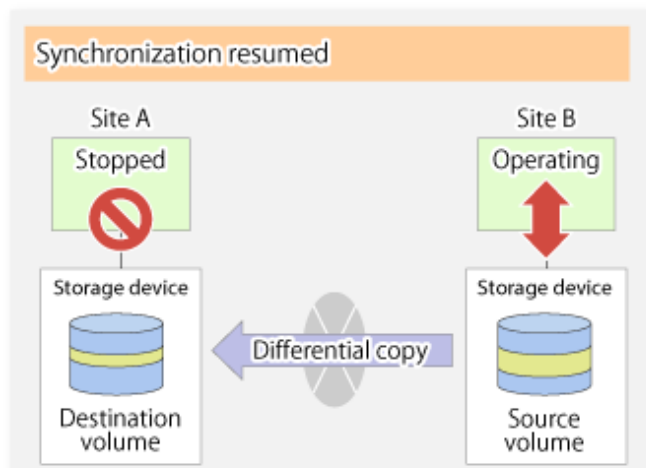 Synchronization resumed
Site A
Site B
Stopped
Operating
Storage device
Storage device
Differential copy
Destination
volume
Source
volume